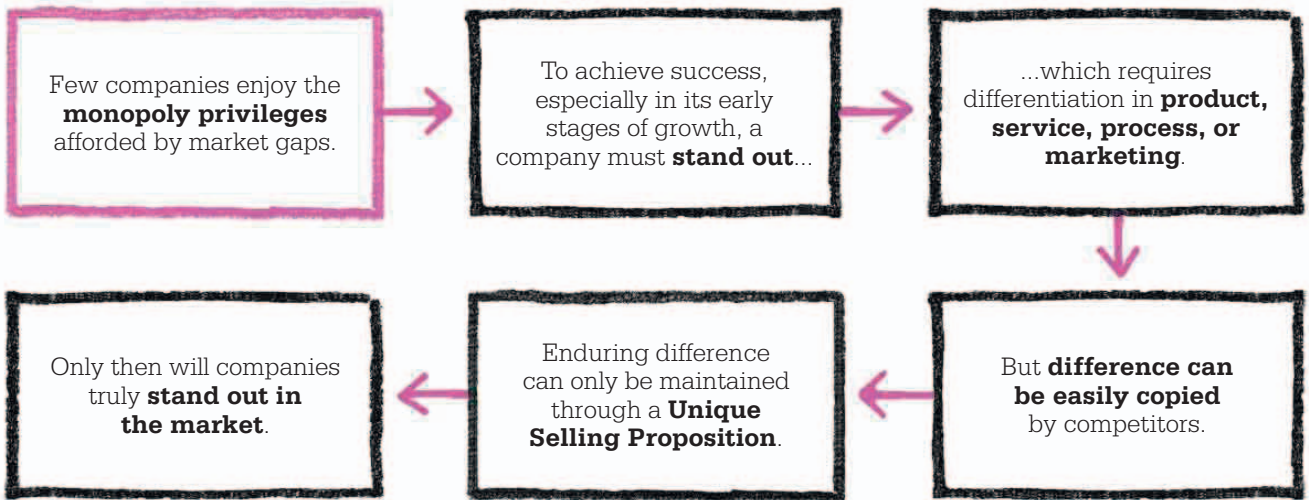 Few companies enjoy the
monopoly privileges
afforded by market gaps.
To achieve success,
especially in its early
stages of growth, a
company must stand out...
...which requires
differentiation in product,
service, process, or
marketing.
But difference can
be easily copied
by competitors.
Enduring difference
can only be maintained
through a Unique
Selling Proposition.
Only then will companies
truly stand out in
the market.